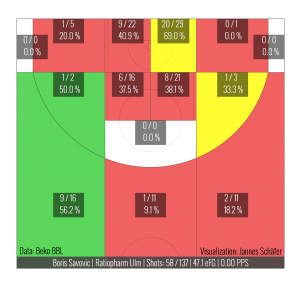 1 / 5
20.0 %
9 / 22
40.9 %
20 / 29
69.0 %
0 / 1
0.0 %
0 / 0
0.0 %
0 / 0
0.0 %
1 / 2
50.0 %
6 / 16
37.5 %
8 / 21
38.1 %
1 / 3
33.3 %
0 / 0
0.0 %
9 / 16
56.2 %
1 / 11
9.1 %
2 / 11
18.2 %
Data: Beko BBL
Visualization: Jannes Schäfer
Boris Savovic | Ratiopharm Ulm | Shots: 58 / 137 | 47.1 eFG | 0.00 PPS